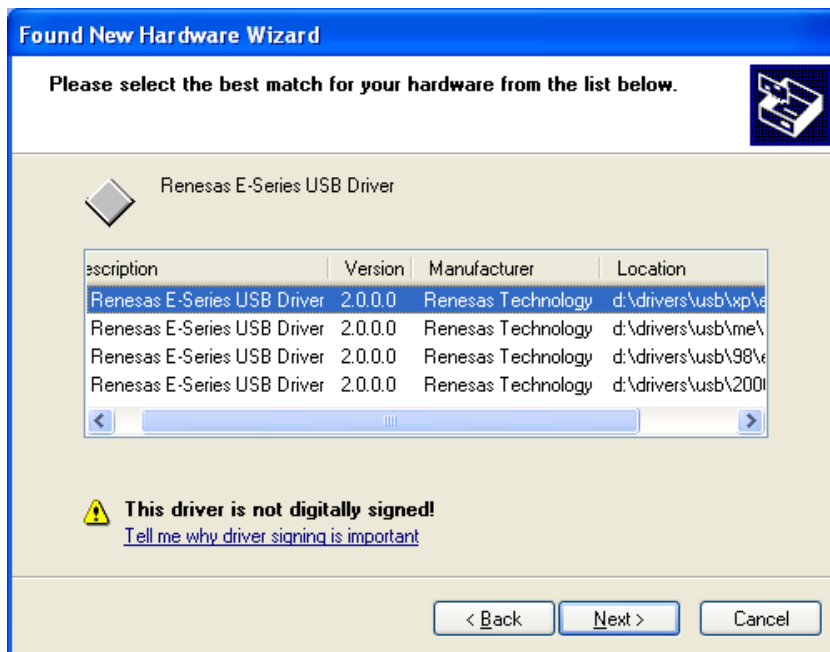 Found New Hardware Wizard
Please select the best match for your hardware from the list below.
Renesas E-Series USB Driver
escription Version Manufacturer Location
Renesas E-Series USB Driver 2.0.0.0 Renesas Technology d:\drivers\usb\xp\e
Renesas E-Series USB Driver 2.0.0.0 Renesas Technology d:\drivers\usb\me\
Renesas E-Series USB Driver 2.0.0.0 Renesas Technology d:\drivers\usb\98\e
Renesas E-Series USB Driver 2.0.0.0 Renesas Technology d:\drivers\usb\200
This driver is not digitally signed!
Tell me why driver signing is important
< Back Next > Cancel